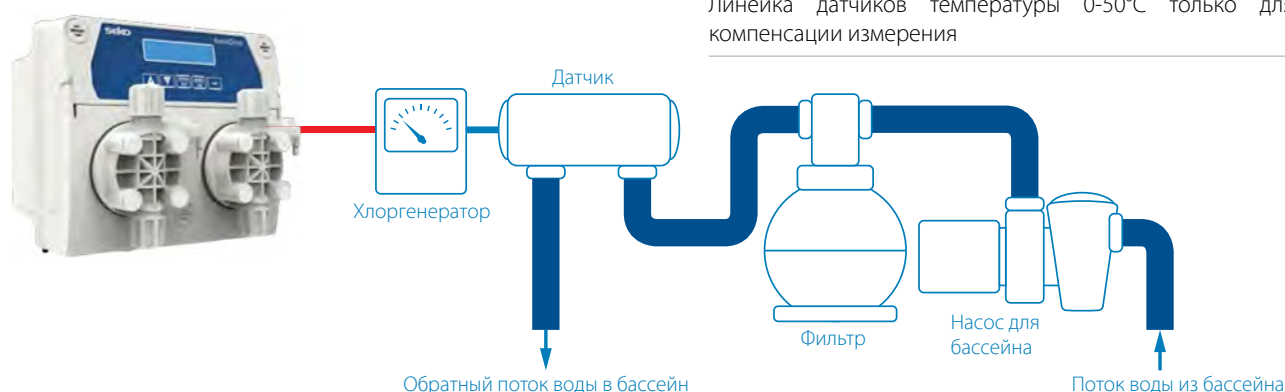 Линейка датчиков температуры 0-50°С только для
компенсации измерения
seko
Датчик
Хлоргенератор
Фильтр
Насос для
бассейна
Обратный поток воды в бассейн
Поток воды из бассейна